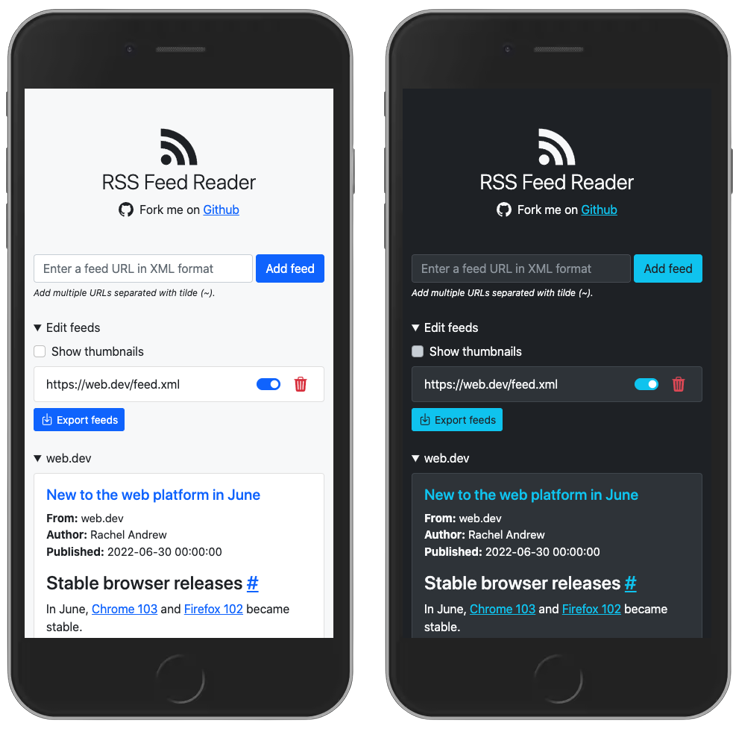 RSS Feed Reader
Fork me on Github
Enter a feed URL in XML format
Add feed
Add multiple URLs separated with tilde (~).
Edit feeds
Show thumbnails
https://web.dev/feed.xml
Export feeds
web.dev
New to the web platform in June
From: web.dev
Author: Rachel Andrew
Published: 2022-06-30 00:00:00
Stable browser releases #
In June, Chrome 103 and Firefox 102 became
stable.
RSS Feed Reader
Fork me on Github
Enter a feed URL in XML format
Add feed
Add multiple URLs separated with tilde (~).
Edit feeds
Show thumbnails
https://web.dev/feed.xml
Export feeds
web.dev
New to the web platform in June
From: web.dev
Author: Rachel Andrew
Published: 2022-06-30 00:00:00
Stable browser releases #
In June, Chrome 103 and Firefox 102 became
stable.